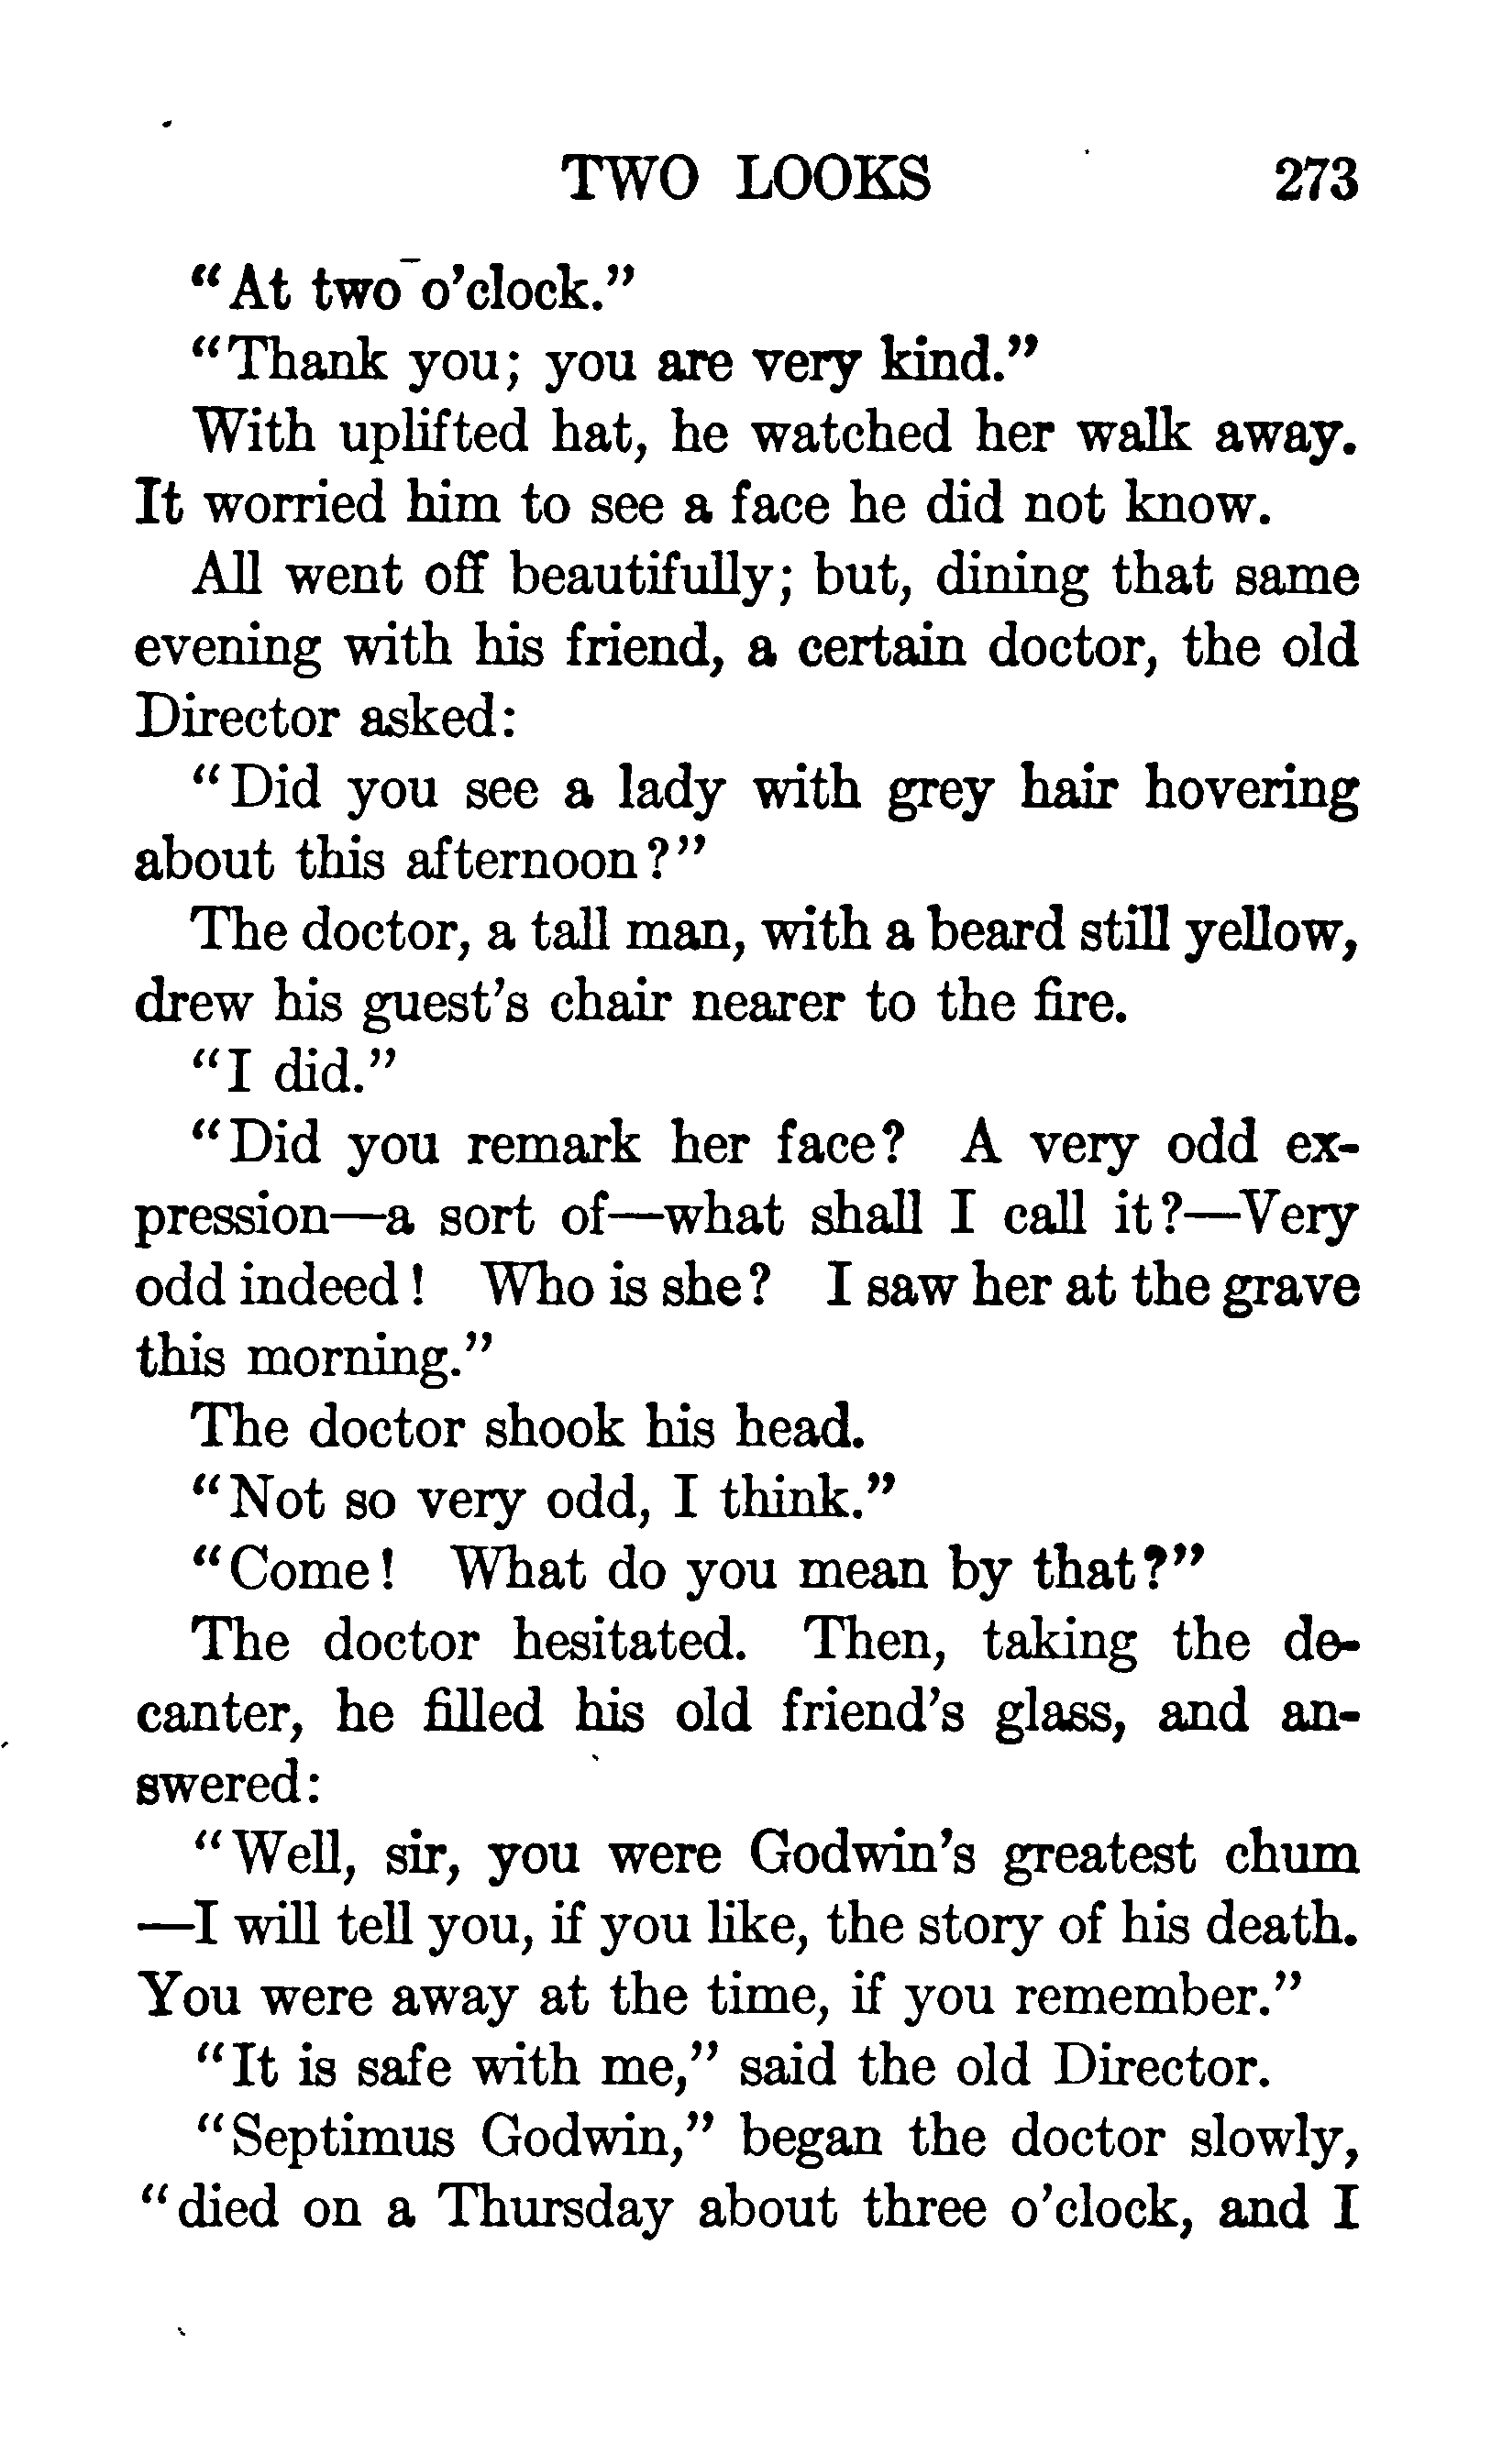 TWO LOOKS 273
"At two o'clock."
"Thank you; you are very kind."
With uplifted hat, he watched her walk away.
It worried him to see a face he did not know.
All went off beautifully; but, dining that same
evening with his friend, a certain doctor, the old
Director asked:
"Did you see a lady with grey hair hovering
about this afternoon?"
The doctor, a tall man, with a beard still yellow,
drew his guest's chair nearer to the fire.
"I did."
"Did you remark her face? A very odd ex-
pression—a sort of—what shall I call it?—Very
odd indeed! Who is she? I saw her at the grave
this morning."
The doctor shook his head.
"Not so very odd, I think."
"Come! What do you mean by that?"
The doctor hesitated. Then, taking the de-
canter, he filled his old friend's glass, and an-
swered:
"Well, sir, you were Godwin's greatest chum
—I will tell you, if you like, the story of his death.
You were away at the time, if you remember."
"It is safe with me," said the old Director.
"Septimus Godwin," began the doctor slowly,
"died on a Thursday about three o'clock, and I